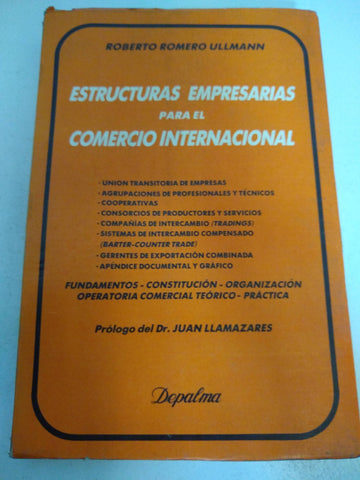 ROBERTO ROMERO ULLMANN
ESTRUCTURAS EMPRESARIAS
PARA EL
COMERCIO INTERNACIONAL
· UNION TRANSITORIA DE EMPRESAS
· AGRUPACIONES DE PROFESIONALES Y TÉCNICOS
· COOPERATIVAS
· CONSORCIOS DE PRODUCTORES Y SERVICIOS
· COMPAÑÍAS DE INTERCAMBIO (TRADINGS)
· SISTEMAS DE INTERCAMBIO COMPENSADO
(BARTER-COUNTER TRADE)
· GERENTES DE EXPORTACIÓN COMBINADA
· APÉNDICE DOCUMENTAL Y GRÁFICO
FUNDAMENTOS - CONSTITUCIÓN - ORGANIZACIÓN
OPERATORIA COMERCIAL TEÓRICO - PRÁCTICA
Prólogo del Dr. JUAN LLAMAZARES
Depalma